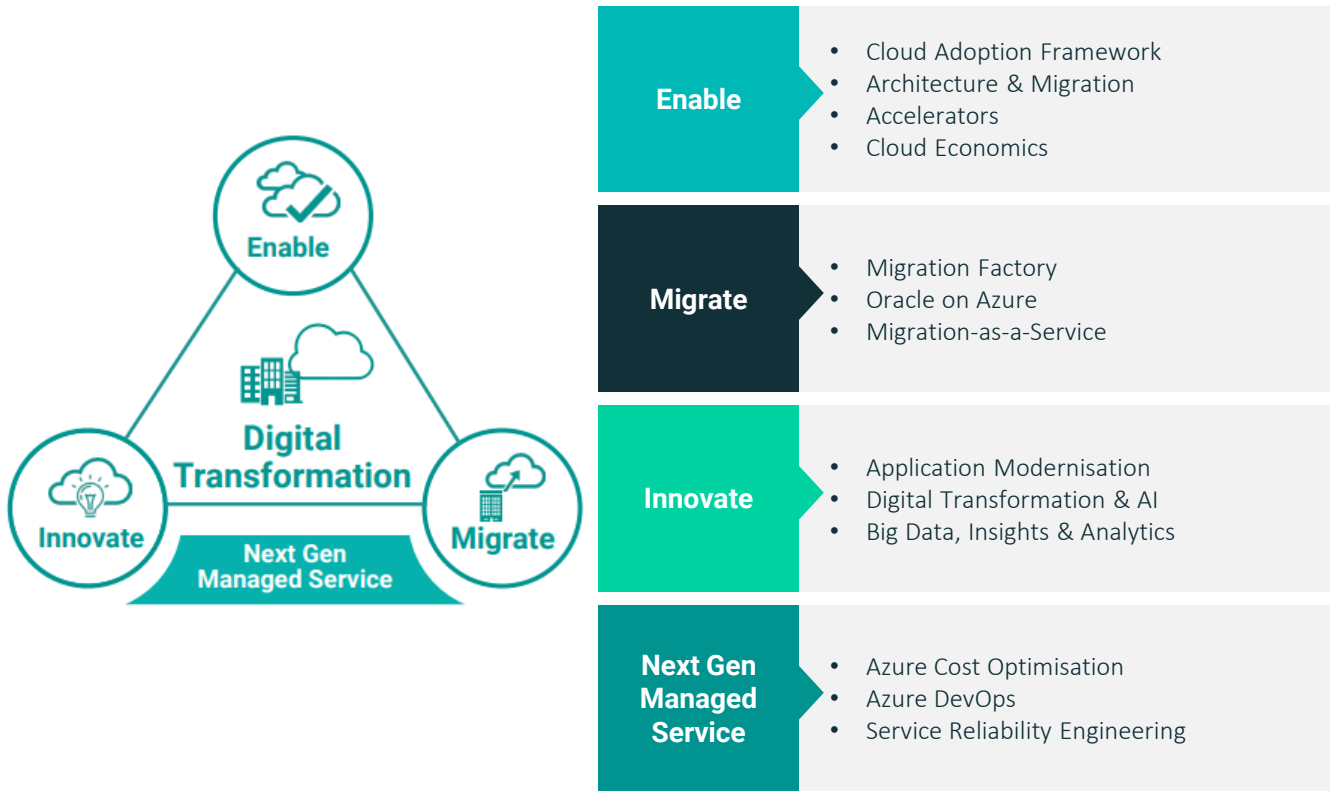 Enable
Digital
Transformation
Innovate
Migrate
Next Gen
Managed Service
Enable
• Cloud Adoption Framework
• Architecture & Migration
• Accelerators
• Cloud Economics
Migrate
• Migration Factory
• Oracle on Azure
• Migration-as-a-Service
Innovate
• Application Modernisation
• Digital Transformation & AI
• Big Data, Insights & Analytics
Next Gen
Managed
Service
• Azure Cost Optimisation
• Azure DevOps
• Service Reliability Engineering